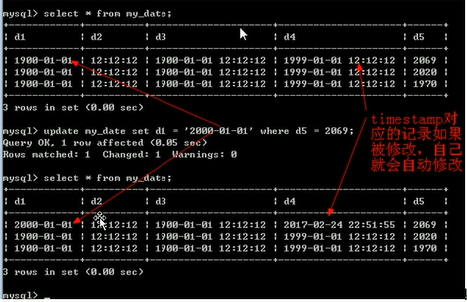 mysql> select * from my_date;
| d1 | d2 | d3 | d4 | d5 |
| 1900-01-01 | 12:12:12 | 1900-01-01 12:12:12 | 1999-01-01 12:12:12 | 2069 |
| 1900-01-01 | 12:12:12 | 1900-01-01 12:12:12 | 1999-01-01 12:12:12 | 2020 |
| 1900-01-01 | 12:12:12 | 1900-01-01 12:12:12 | 1999-01-01 12:12:12 | 1970 |
3 rows in set (0.00 sec)
mysql> update my_date set d1 = '2000-01-01' where d5 = 2069;
Query OK, 1 row affected (0.05 sec)
Rows matched: 1 Changed: 1 Warnings: 0
mysql> select * from my_date;
| d1 | d2 | d3 | d4 | d5 |
| 2000-01-01 | 12:12:12 | 1900-01-01 12:12:12 | 2017-02-24 22:51:55 | 2069 |
| 1900-01-01 | 12:12:12 | 1900-01-01 12:12:12 | 1999-01-01 12:12:12 | 2020 |
| 1900-01-01 | 12:12:12 | 1900-01-01 12:12:12 | 1999-01-01 12:12:12 | 1970 |
3 rows in set (0.00 sec)
mysql>
timestamp对
应的记录如果
被修改，自己
就会自动修改